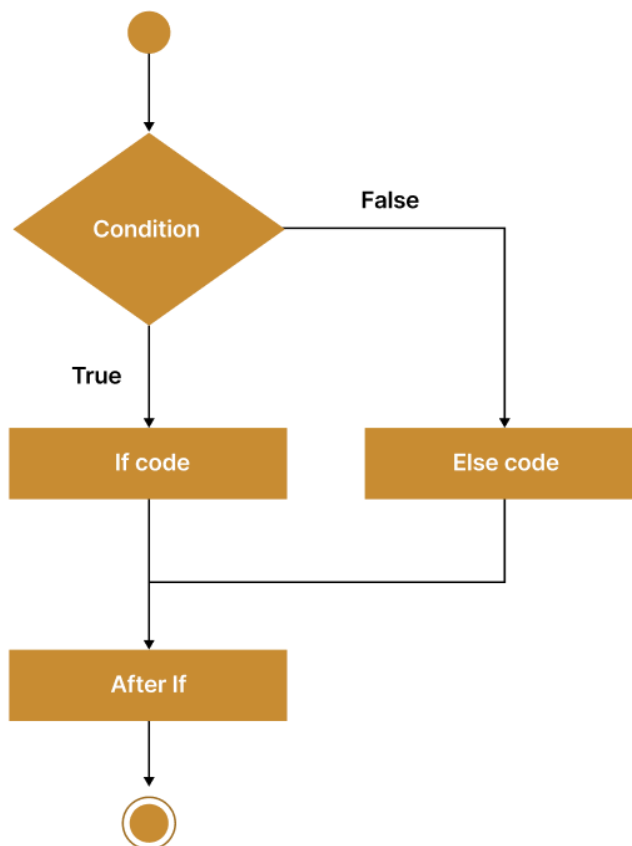 False
Condition
True
If code
Else code
After If